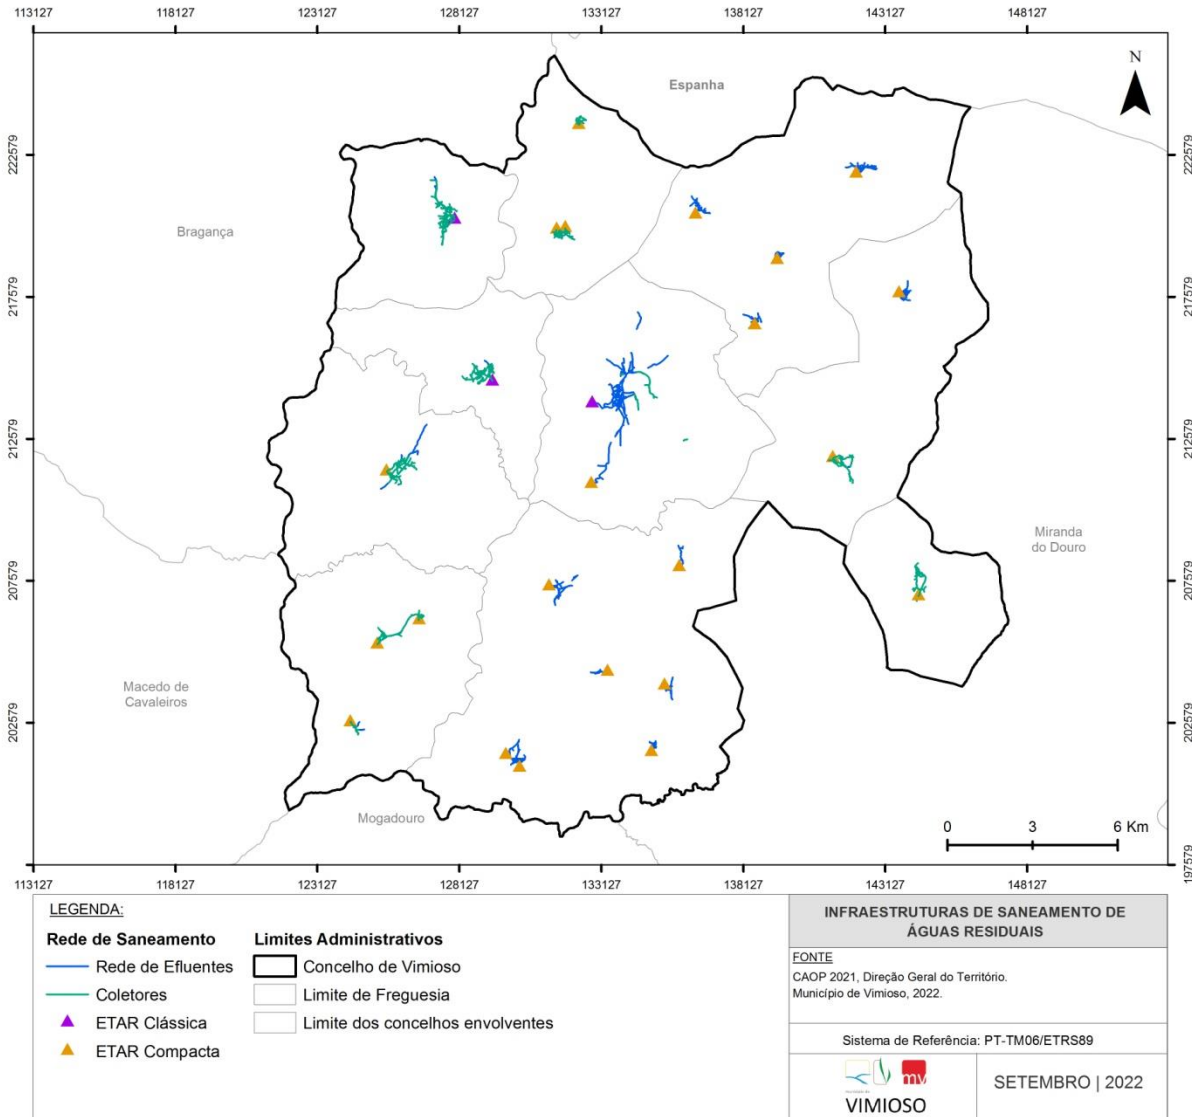 113127 118127 123127 128127 133127 138127 143127 148127
N
Espanha
222579 222579
Bragança
217579 217579
212579 212579
Miranda
do Douro
207579 207579
Macedo de
Cavaleiros
202579 202579
Mogadouro
0 3 6 Km
197579
113127 118127 123127 128127 133127 138127 143127 148127
LEGENDA:
Rede de Saneamento
Rede de Efluentes
Coletores
ETAR Clássica
ETAR Compacta
Limites Administrativos
Concelho de Vimioso
Limite de Freguesia
Limite dos concelhos envolventes
INFRAESTRUTURAS DE SANEAMENTO DE
ÁGUAS RESIDUAIS
FONTE
CAOP 2021, Direção Geral do Território.
Município de Vimioso, 2022.
Sistema de Referência: PT-TM06/ETRS89
mv
VIMIOSO
SETEMBRO | 2022